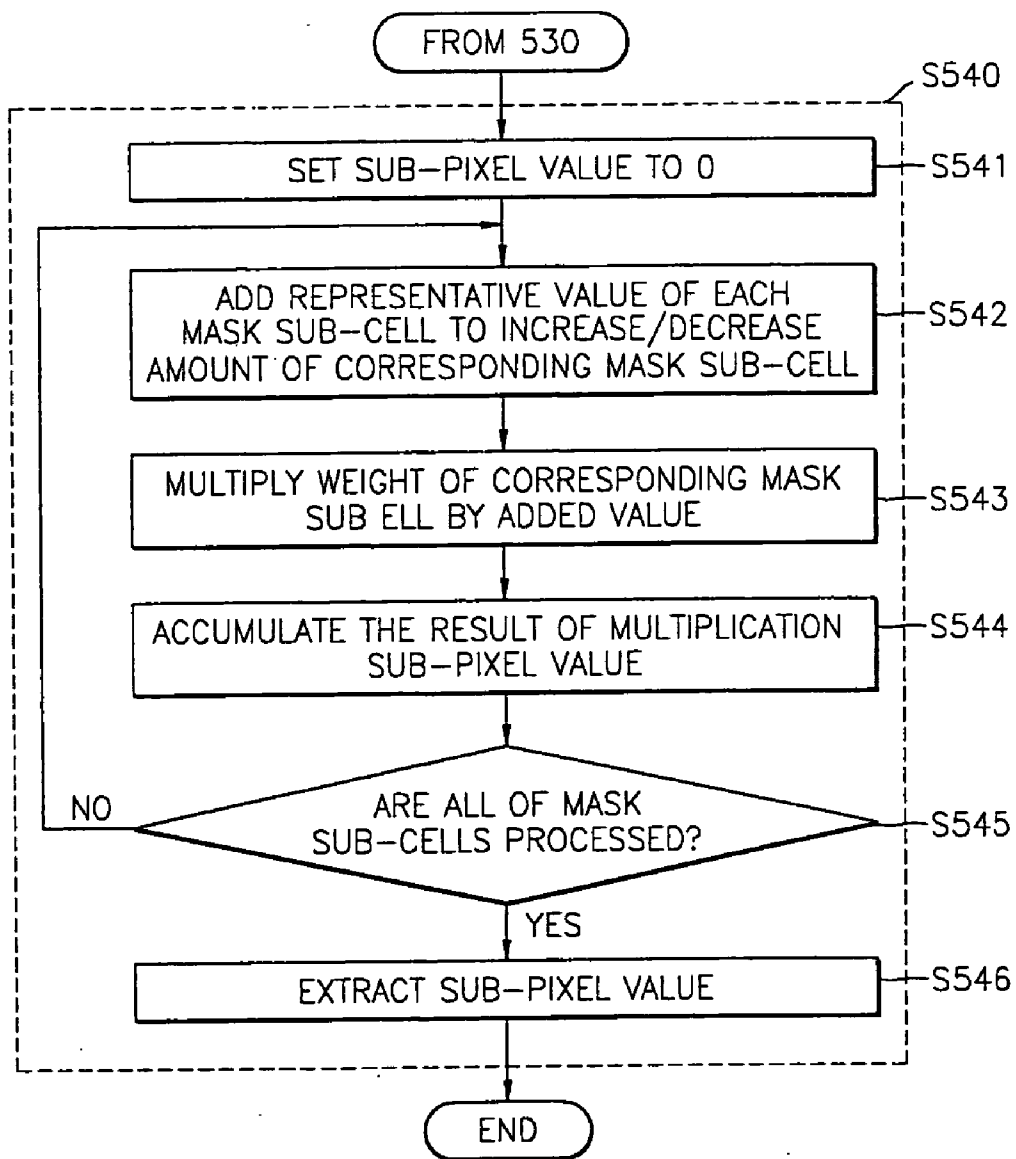 FROM 530
S540
SET SUB-PIXEL VALUE TO 0
S541
ADD REPRESENTATIVE VALUE OF EACH
MASK SUB-CELL TO INCREASE/DECREASE
AMOUNT OF CORRESPONDING MASK SUB-CELL
S542
MULTIPLY WEIGHT OF CORRESPONDING MASK
SUB ELL BY ADDED VALUE
S543
ACCUMULATE THE RESULT OF MULTIPLICATION
SUB-PIXEL VALUE
S544
NO
ARE ALL OF MASK
SUB-CELLS PROCESSED?
S545
YES
EXTRACT SUB-PIXEL VALUE
S546
END